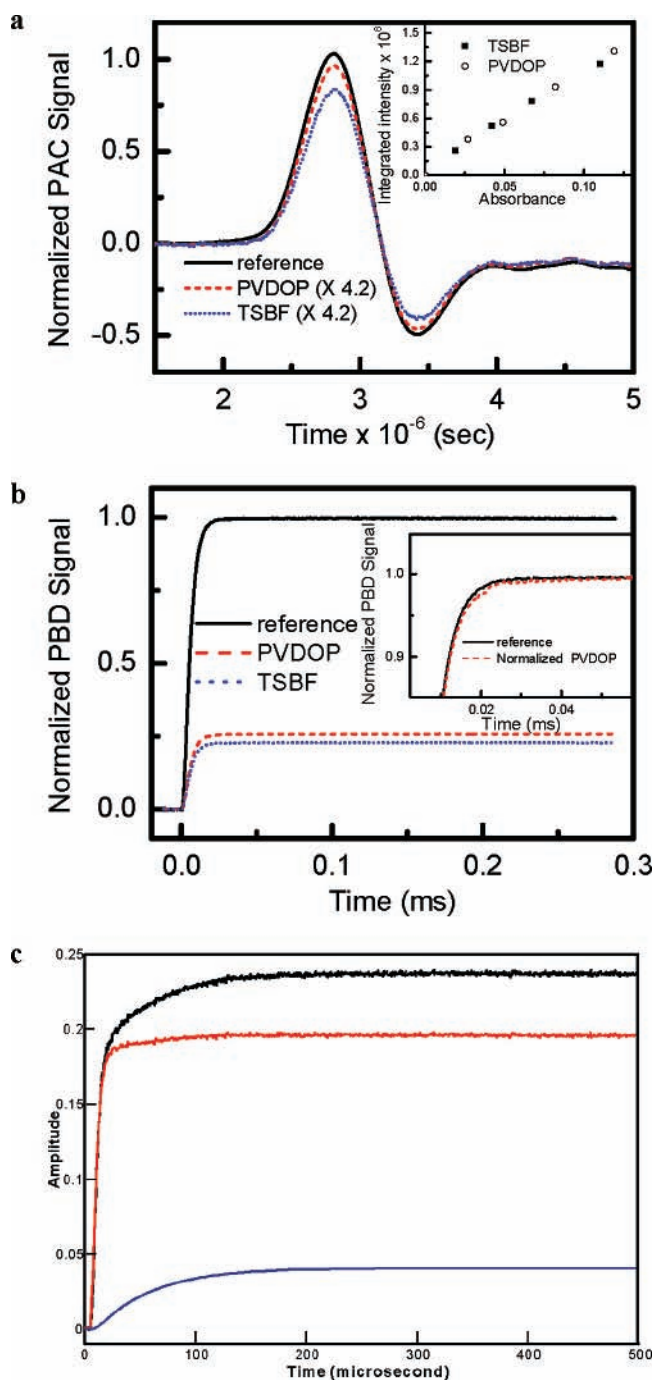 a
Normalized PAC Signal
1.0
0.5
0.0
-0.5
reference
PVDOP (X 4.2)
TSBF (X 4.2)
2 3 4 5
Time x 10⁻⁶ (sec)
Integrated intensity x 10⁶
1.5
1.2
0.9
0.6
0.3
TSBF
PVDOP
0.00 0.05 0.10
Absorbance
b
Normalized PBD Signal
1.0
0.5
0.0
reference
PVDOP
TSBF
0.0 0.1 0.2 0.3
Time (ms)
Normalized PBD Signal
1.0
0.9
reference
Normalized PVDOP
0.02 0.04
Time (ms)
c
Amplitude
0.25
0.2
0.15
0.1
0.05
0
0 100 200 300 400 500
Time (microsecond)